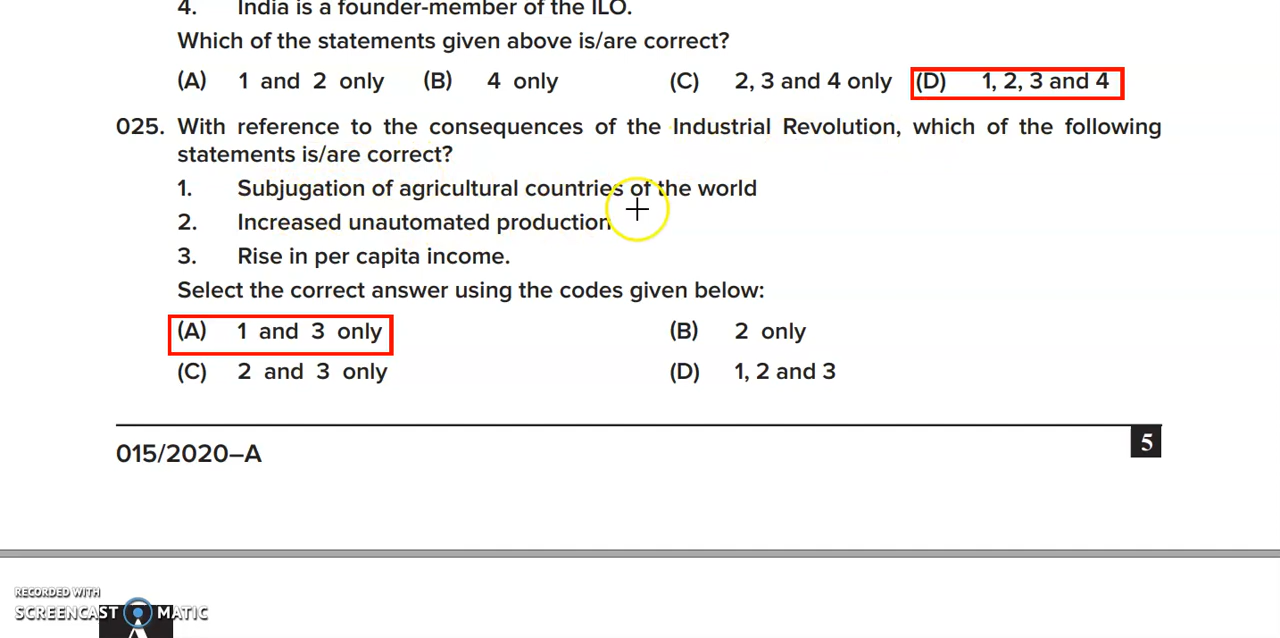 4. India is a founder-member of the ILO.
Which of the statements given above is/are correct?
(A) 1 and 2 only (B) 4 only (C) 2, 3 and 4 only (D) 1, 2, 3 and 4
025. With reference to the consequences of the Industrial Revolution, which of the following
statements is/are correct?
1. Subjugation of agricultural countries of the world
2. Increased unautomated production
3. Rise in per capita income.
Select the correct answer using the codes given below:
(A) 1 and 3 only (B) 2 only
(C) 2 and 3 only (D) 1, 2 and 3
015/2020–A 5
RECORDED WITH
SCREENCAST MATIC
A